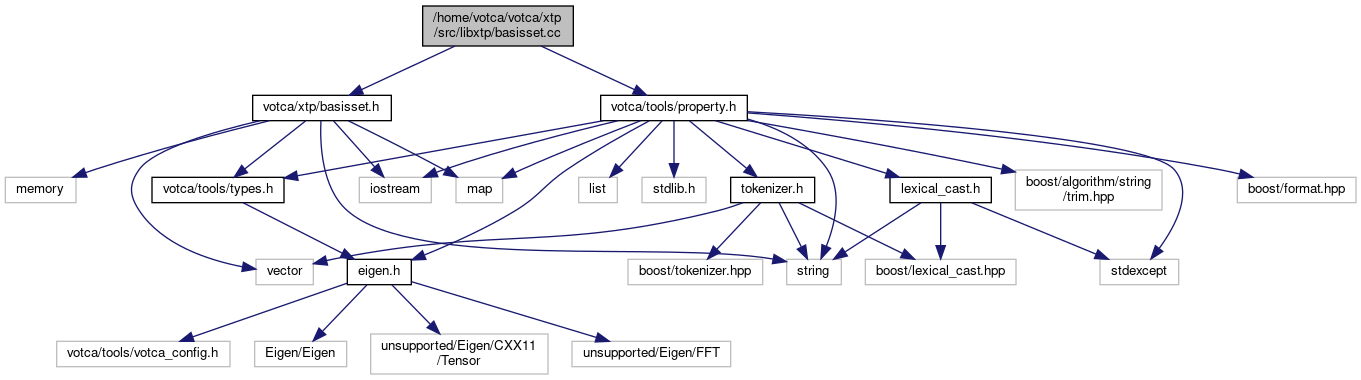 /home/votca/votca/xtp
/src/libxtp/basisset.cc
votca/xtp/basisset.h
votca/tools/property.h
memory
votca/tools/types.h
iostream
map
list
stdlib.h
tokenizer.h
lexical_cast.h
boost/algorithm/string
/trim.hpp
boost/format.hpp
vector
eigen.h
boost/tokenizer.hpp
string
boost/lexical_cast.hpp
stdexcept
votca/tools/votca_config.h
Eigen/Eigen
unsupported/Eigen/CXX11
/Tensor
unsupported/Eigen/FFT